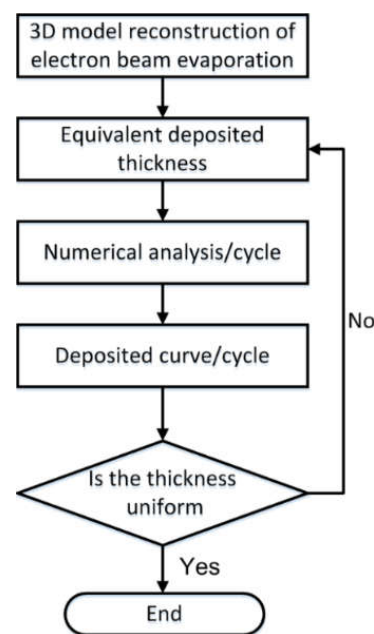 3D model reconstruction of
electron beam evaporation
Equivalent deposited
thickness
Numerical analysis/cycle
Deposited curve/cycle
No
Is the thickness
uniform
Yes
End